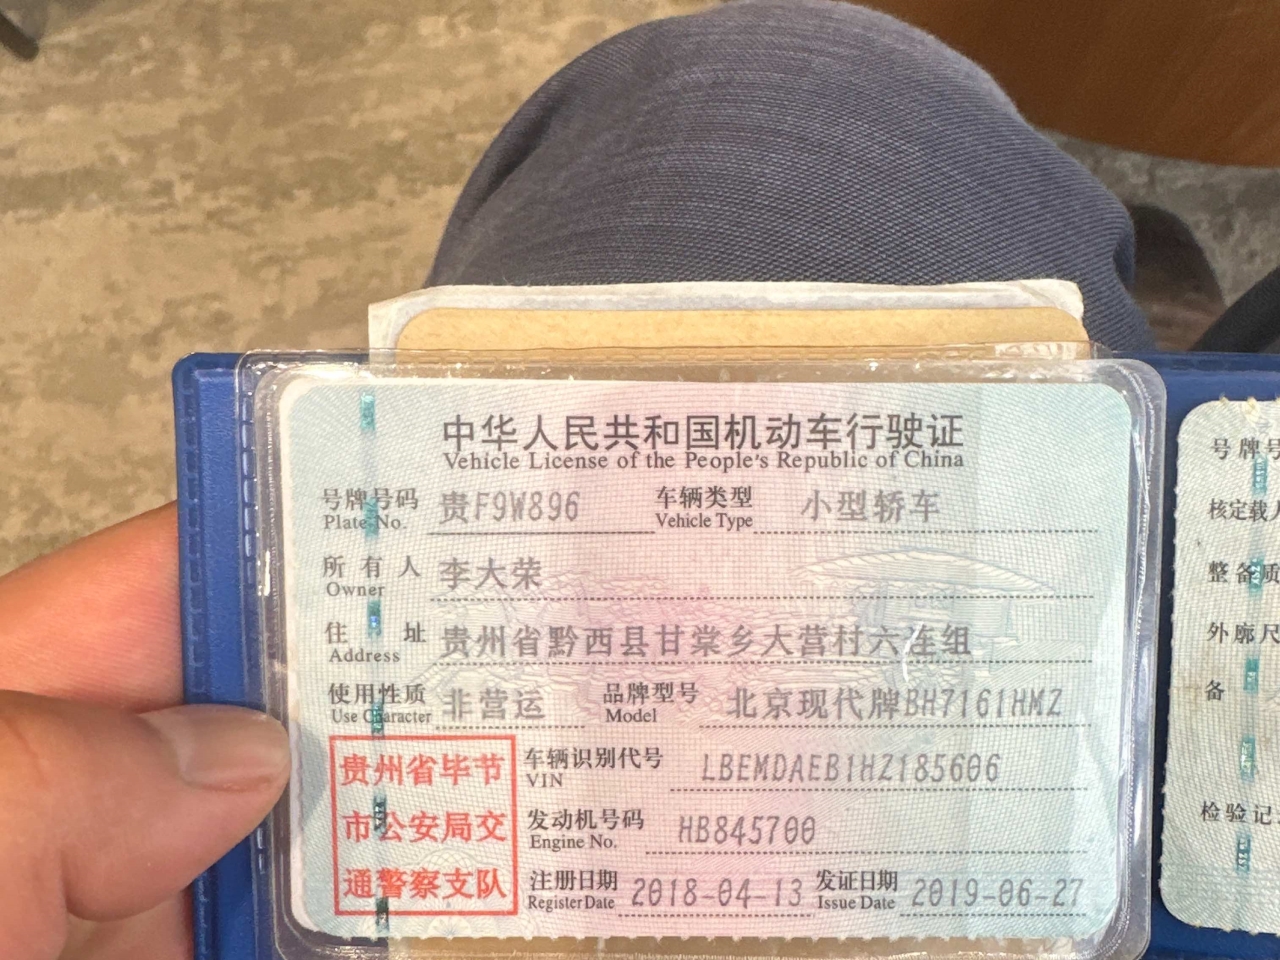 中华人民共和国机动车行驶证
Vehicle License of the People's Republic of China
号牌号码 贵F9W896 车辆类型 小型轿车
Plate No. Vehicle Type
所有人 李大荣
Owner
住址 贵州省黔西县甘棠乡大营村六连组
Address
使用性质 非营运 品牌型号 北京现代牌BH7161HMZ
Use Character Model
贵州省毕节
市公安局交
通警察支队
车辆识别代号 LBEMDAEB1HZ185606
VIN
发动机号码 HB845700
Engine No.
注册日期 2018-04-13 发证日期 2019-06-27
Register Date Issue Date
号牌号
核定载人
整备质
外廓尺
备
检验记